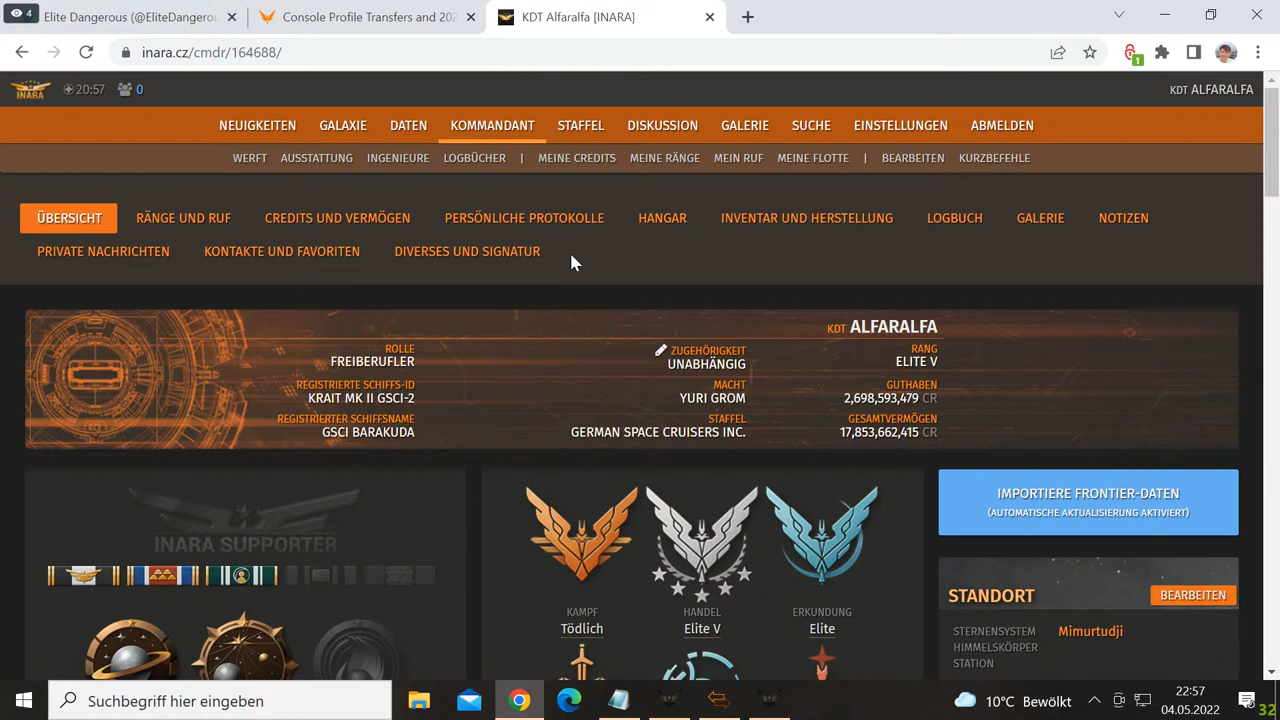 4
Elite Dangerous (@EliteDangerou
Console Profile Transfers and 202
KDT Alfaralfa [INARA]
inara.cz/cmdr/164688/
1
INARA
20:57
0
KDT ALFARALFA
NEUIGKEITEN GALAXIE DATEN KOMMANDANT STAFFEL DISKUSSION GALERIE SUCHE EINSTELLUNGEN ABMELDEN
WERFT AUSSTATTUNG INGENIEURE LOGBÜCHER | MEINE CREDITS MEINE RÄNGE MEIN RUF MEINE FLOTTE | BEARBEITEN KURZBEFEHLE
ÜBERSICHT RÄNGE UND RUF CREDITS UND VERMÖGEN PERSÖNLICHE PROTOKOLLE HANGAR INVENTAR UND HERSTELLUNG LOGBUCH GALERIE NOTIZEN
PRIVATE NACHRICHTEN KONTAKTE UND FAVORITEN DIVERSES UND SIGNATUR
KDT ALFARALFA
ROLLE
FREIBERUFLER
ZUGEHÖRIGKEIT
UNABHÄNGIG
RANG
ELITE V
REGISTRIERTE SCHIFFS-ID
KRAIT MK II GSCI-2
MACHT
YURI GROM
GUTHABEN
2,698,593,479 CR
REGISTRIERTER SCHIFFSNAME
GSCI BARAKUDA
STAFFEL
GERMAN SPACE CRUISERS INC.
GESAMTVERMÖGEN
17,853,662,415 CR
INARA SUPPORTER
KAMPF
Tödlich
HANDEL
Elite V
ERKUNDUNG
Elite
IMPORTIERE FRONTIER-DATEN
(AUTOMATISCHE AKTUALISIERUNG AKTIVIERT)
STANDORT
BEARBEITEN
STERNENSYSTEM Mimurtudji
HIMMELSKÖRPER
STATION
Suchbegriff hier eingeben
10°C Bewölkt
22:57
04.05.2022
32